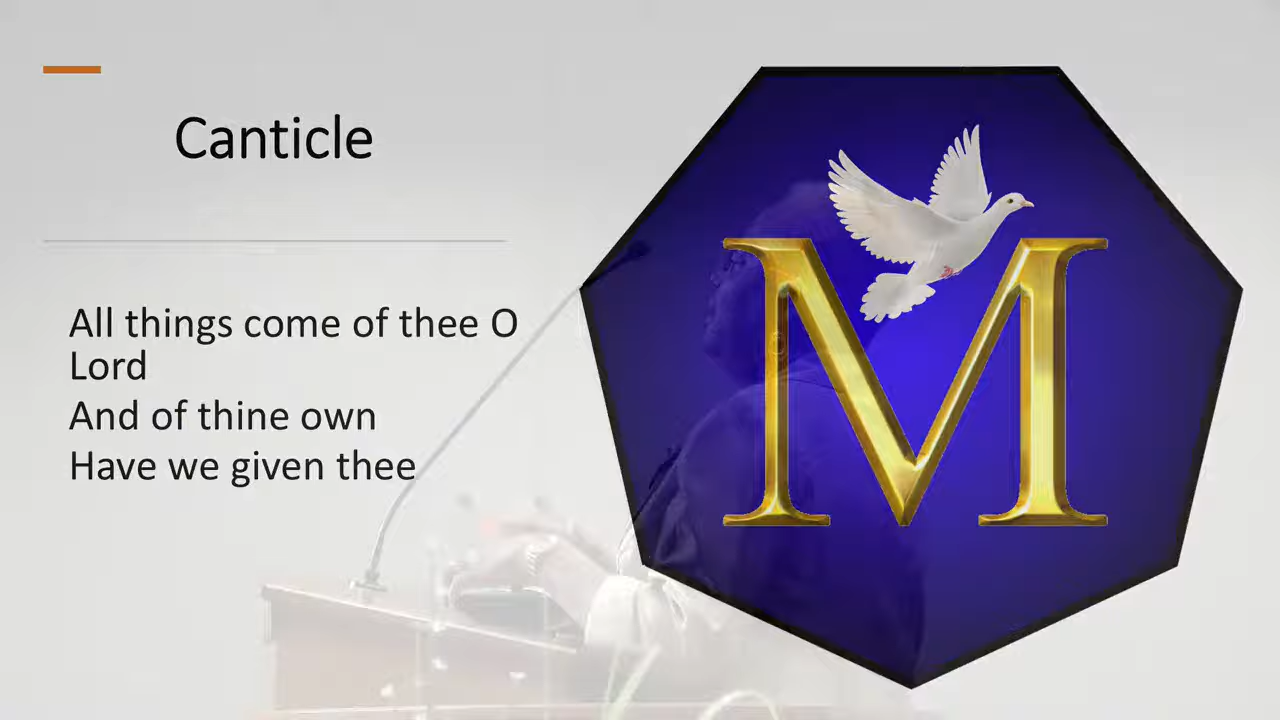 Canticle
All things come of thee O
Lord
And of thine own
Have we given thee
M